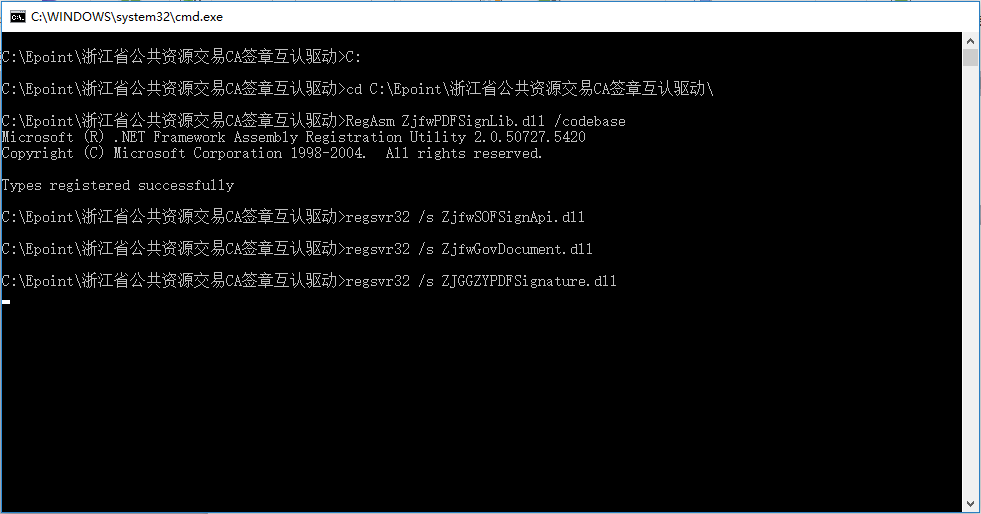 C:\WINDOWS\system32\cmd.exe
C:\Epoint\浙江省公共资源交易CA签章互认驱动>C:
C:\Epoint\浙江省公共资源交易CA签章互认驱动>cd C:\Epoint\浙江省公共资源交易CA签章互认驱动\
C:\Epoint\浙江省公共资源交易CA签章互认驱动>RegAsm ZjfwPDFSignLib.dll /codebase
Microsoft (R) .NET Framework Assembly Registration Utility 2.0.50727.5420
Copyright (C) Microsoft Corporation 1998-2004.  All rights reserved.
Types registered successfully
C:\Epoint\浙江省公共资源交易CA签章互认驱动>regsvr32 /s ZjfwSOFSignApi.dll
C:\Epoint\浙江省公共资源交易CA签章互认驱动>regsvr32 /s ZjfwGovDocument.dll
C:\Epoint\浙江省公共资源交易CA签章互认驱动>regsvr32 /s ZJGGZYPDFSignature.dll